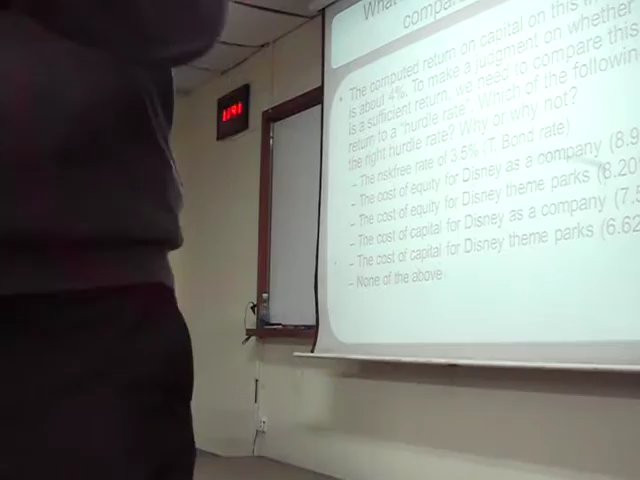 What
compar
The computed return on capital on this in
is about 4%. To make a judgment on whether
is a sufficient return, we need to compare this
return to a "hurdle rate". Which of the followin
the right hurdle rate? Why or why not?
– The riskfree rate of 3.5% (T. Bond rate)
– The cost of equity for Disney as a company (8.9
– The cost of equity for Disney theme parks (8.20
– The cost of capital for Disney as a company (7.
– The cost of capital for Disney theme parks (6.62
– None of the above